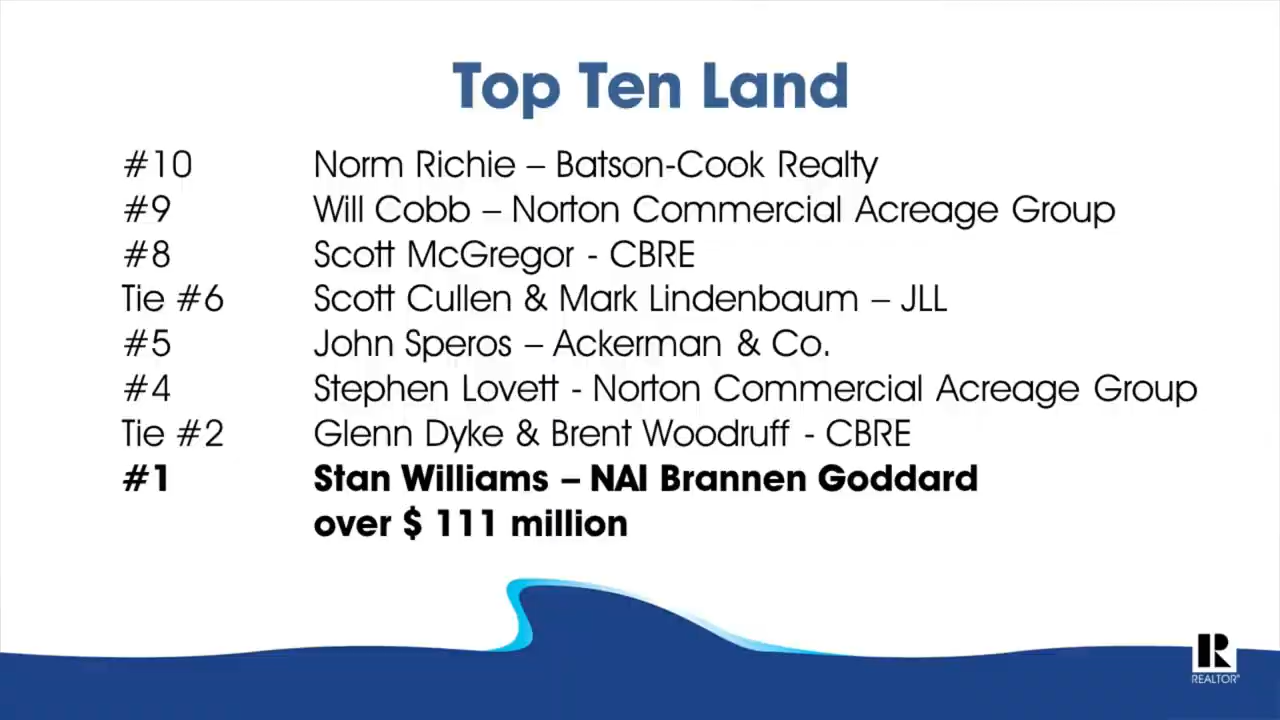 Top Ten Land
#10 Norm Richie – Batson-Cook Realty
#9 Will Cobb – Norton Commercial Acreage Group
#8 Scott McGregor - CBRE
Tie #6 Scott Cullen & Mark Lindenbaum – JLL
#5 John Speros – Ackerman & Co.
#4 Stephen Lovett - Norton Commercial Acreage Group
Tie #2 Glenn Dyke & Brent Woodruff - CBRE
#1 Stan Williams – NAI Brannen Goddard
over $ 111 million
R
REALTOR®